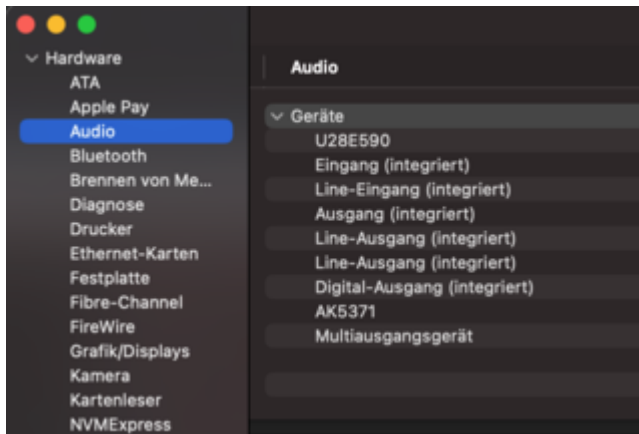 Hardware
ATA
Apple Pay
Audio
Bluetooth
Brennen von Me...
Diagnose
Drucker
Ethernet-Karten
Festplatte
Fibre-Channel
FireWire
Grafik/Displays
Kamera
Kartenleser
NVMExpress
Audio
Geräte
U28E590
Eingang (integriert)
Line-Eingang (integriert)
Ausgang (integriert)
Line-Ausgang (integriert)
Line-Ausgang (integriert)
Digital-Ausgang (integriert)
AK5371
Multiausgangsgerät